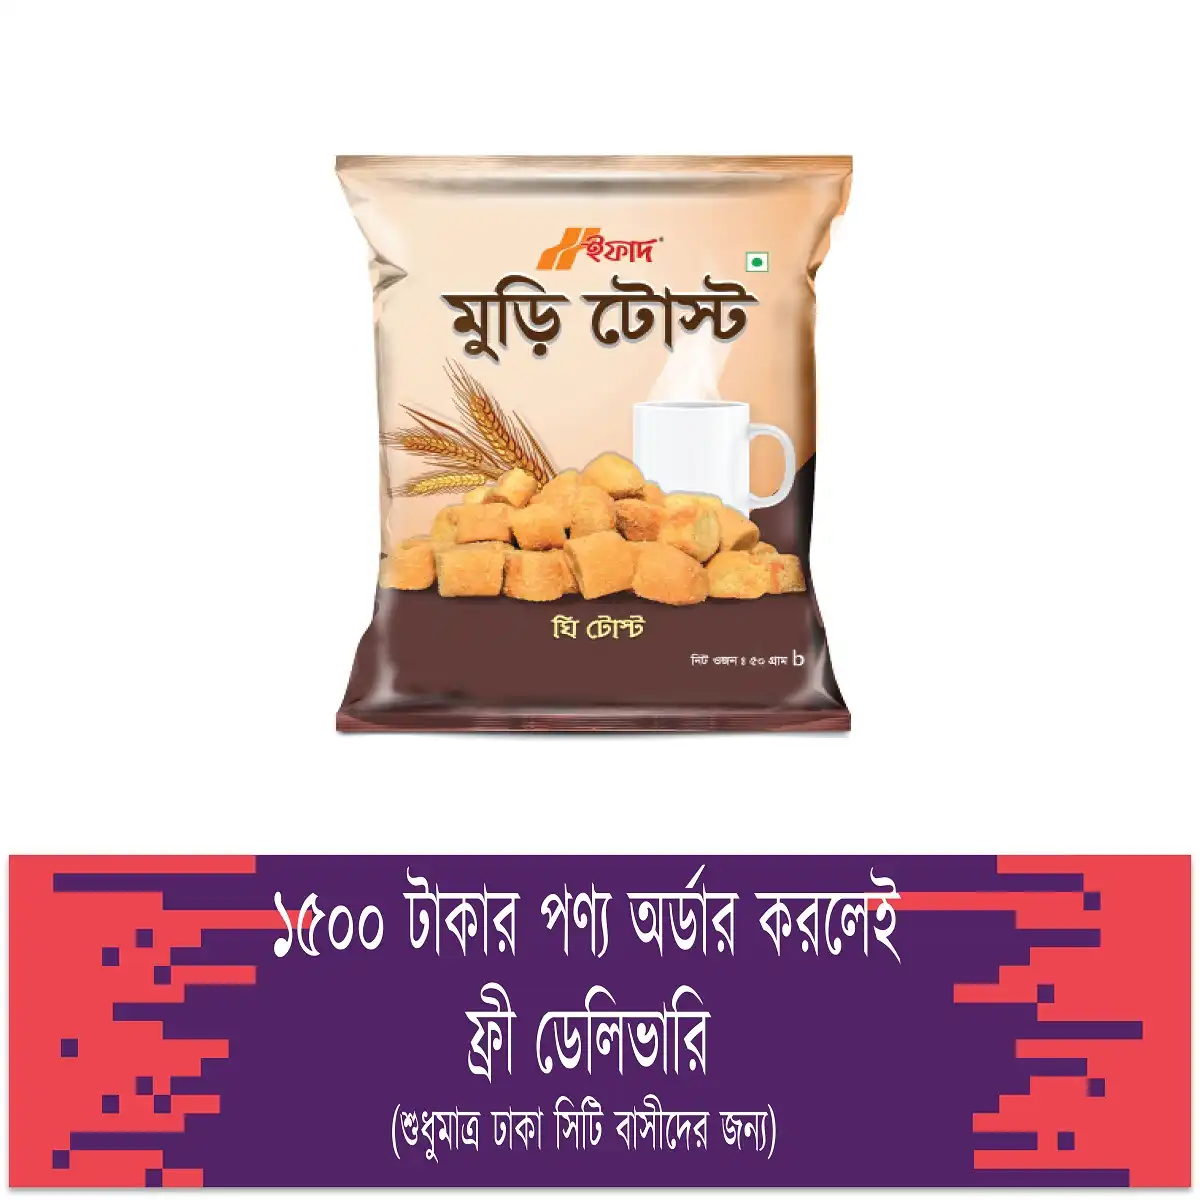 ইফাদ®
মুড়ি টোস্ট
ঘি টোস্ট
নিট ওজন ঃ ৫০ গ্রাম b
১৫০০ টাকার পণ্য অর্ডার করলেই
ফ্রী ডেলিভারি
(শুধুমাত্র ঢাকা সিটি বাসীদের জন্য)